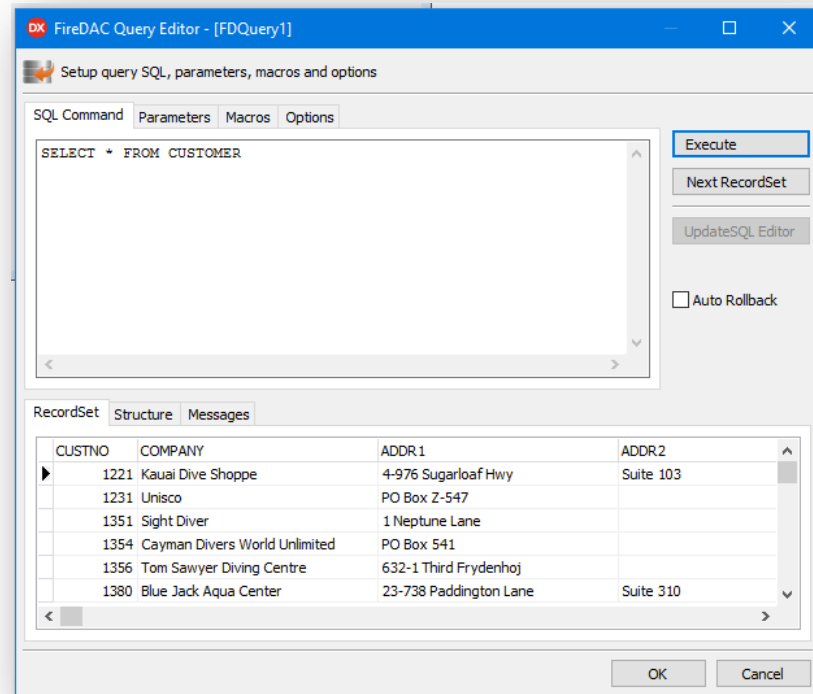 DX FireDAC Query Editor - [FDQuery1]
Setup query SQL, parameters, macros and options
SQL Command Parameters Macros Options
SELECT * FROM CUSTOMER
Execute
Next RecordSet
UpdateSQL Editor
Auto Rollback
RecordSet Structure Messages
CUSTNO COMPANY ADDR1 ADDR2
1221 Kauai Dive Shoppe 4-976 Sugarloaf Hwy Suite 103
1231 Unisco PO Box Z-547
1351 Sight Diver 1 Neptune Lane
1354 Cayman Divers World Unlimited PO Box 541
1356 Tom Sawyer Diving Centre 632-1 Third Frydenhoj
1380 Blue Jack Aqua Center 23-738 Paddington Lane Suite 310
OK Cancel